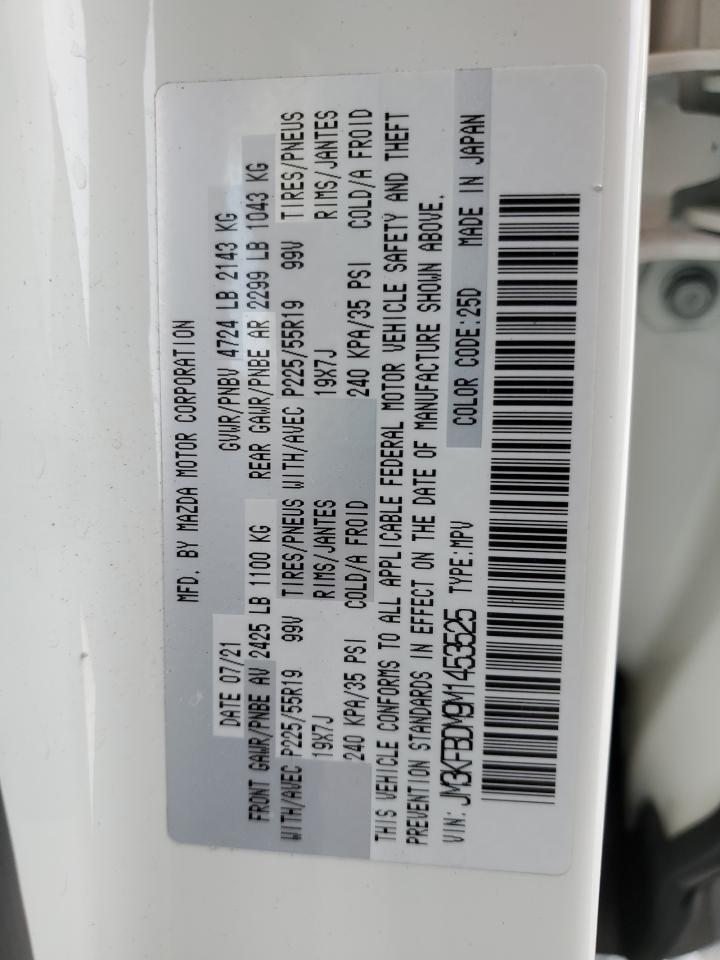 MFD. BY MAZDA MOTOR CORPORATION
DATE 07/21 GVWR/PNBV 4724 LB 2143 KG
FRONT GAWR/PNBE AV 2425 LB 1100 KG REAR GAWR/PNBE AR 2299 LB 1043 KG
WITH/AVEC P225/55R19 99V TIRES/PNEUS WITH/AVEC P225/55R19 99V TIRES/PNEUS
19X7J RIMS/JANTES 19X7J RIMS/JANTES
240 KPA/35 PSI COLD/A FROID 240 KPA/35 PSI COLD/A FROID
THIS VEHICLE CONFORMS TO ALL APPLICABLE FEDERAL MOTOR VEHICLE SAFETY AND THEFT
PREVENTION STANDARDS IN EFFECT ON THE DATE OF MANUFACTURE SHOWN ABOVE.
VIN: JM3KFBDM9M1453525 TYPE:MPV COLOR CODE:25D MADE IN JAPAN